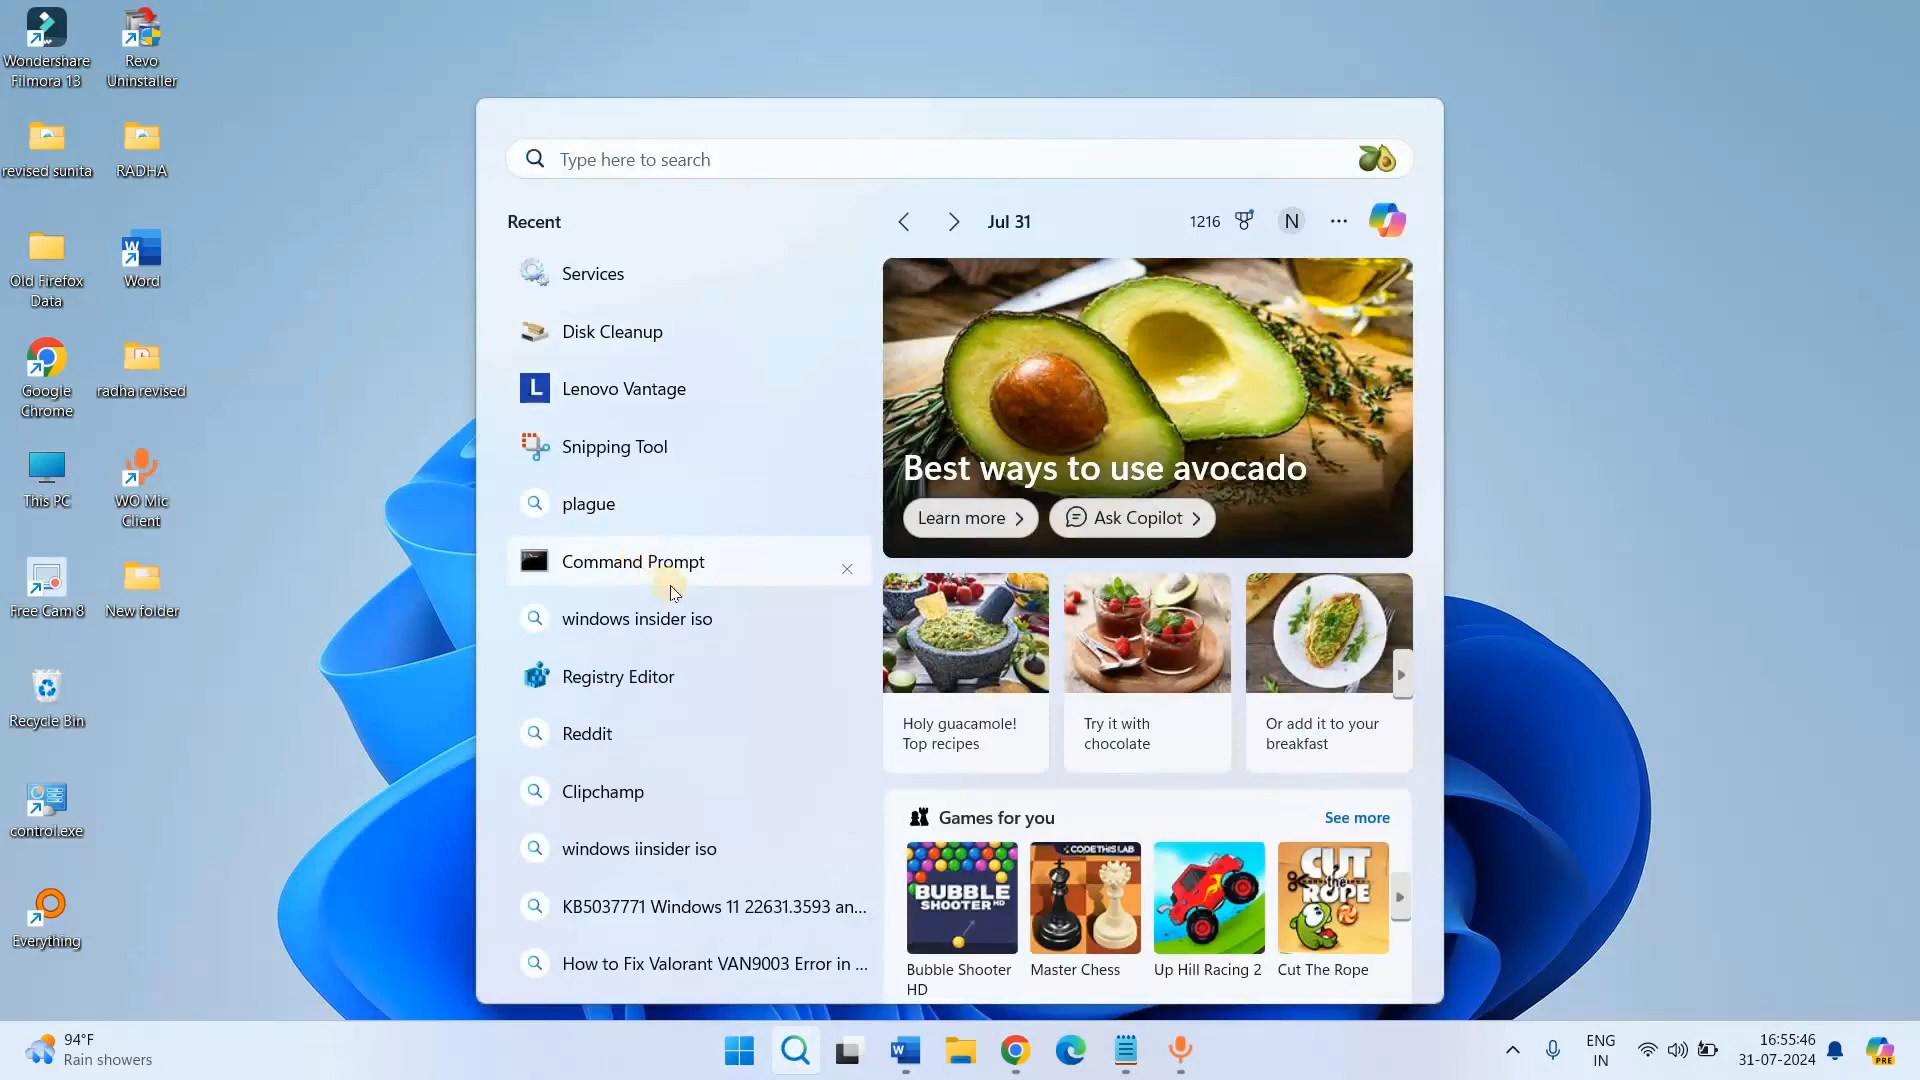 Wondershare
Filmora 13
Revo
Uninstaller
revised sunita
RADHA
Old Firefox
Data
Word
Google
Chrome
radha revised
This PC
WO Mic
Client
Free Cam 8
New folder
Recycle Bin
control.exe
Everything
Type here to search
Recent
Services
Disk Cleanup
L
Lenovo Vantage
Snipping Tool
plague
Command Prompt
windows insider iso
Registry Editor
Reddit
Clipchamp
windows iinsider iso
KB5037771 Windows 11 22631.3593 an...
How to Fix Valorant VAN9003 Error in ...
Jul 31
1216
N
Best ways to use avocado
Learn more
Ask Copilot
Holy guacamole!
Top recipes
Try it with
chocolate
Or add it to your
breakfast
Games for you
See more
BUBBLE
SHOOTER HD
CODETHISLAB
CUT
the
ROPE
Bubble Shooter
HD
Master Chess
Up Hill Racing 2
Cut The Rope
94°F
Rain showers
W
ENG
IN
16:55:46
31-07-2024
PRE